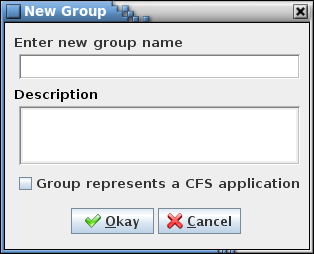 New Group
Enter new group name
Description
Group represents a CFS application
Okay
Cancel